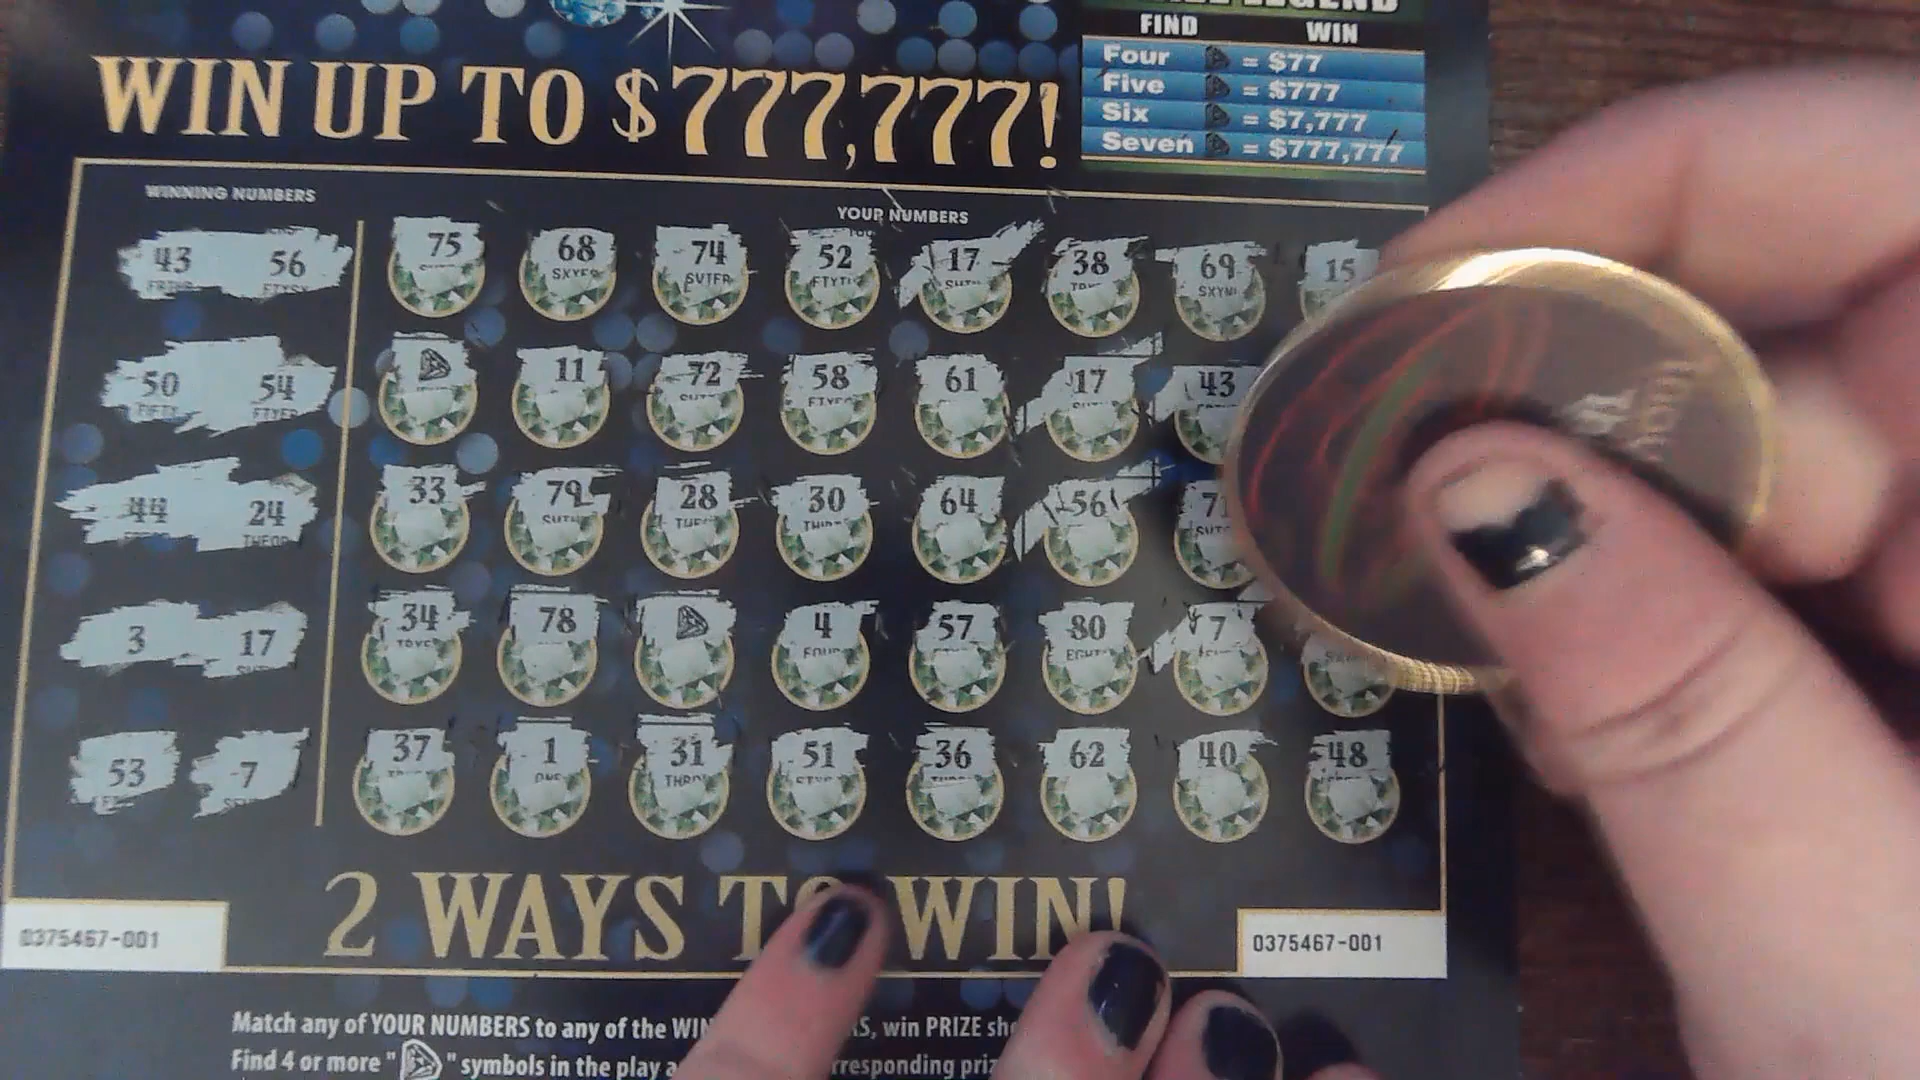 FIND WIN
Four = $77
Five = $777
Six = $7,777
Seven = $777,777
WIN UP TO $777,777!
WINNING NUMBERS
YOUR NUMBERS
43 56
50 54
44 24
3 17
53 7
75 68 74 52 17 38 69 15
11 72 58 61 17 43
33 79 28 30 64 56 71
34 78 4 57 80 7
37 1 31 51 36 62 40 48
2 WAYS TO WIN!
0375467-001
0375467-001
Match any of YOUR NUMBERS to any of the win PRIZE
Find 4 or more " " symbols in the play